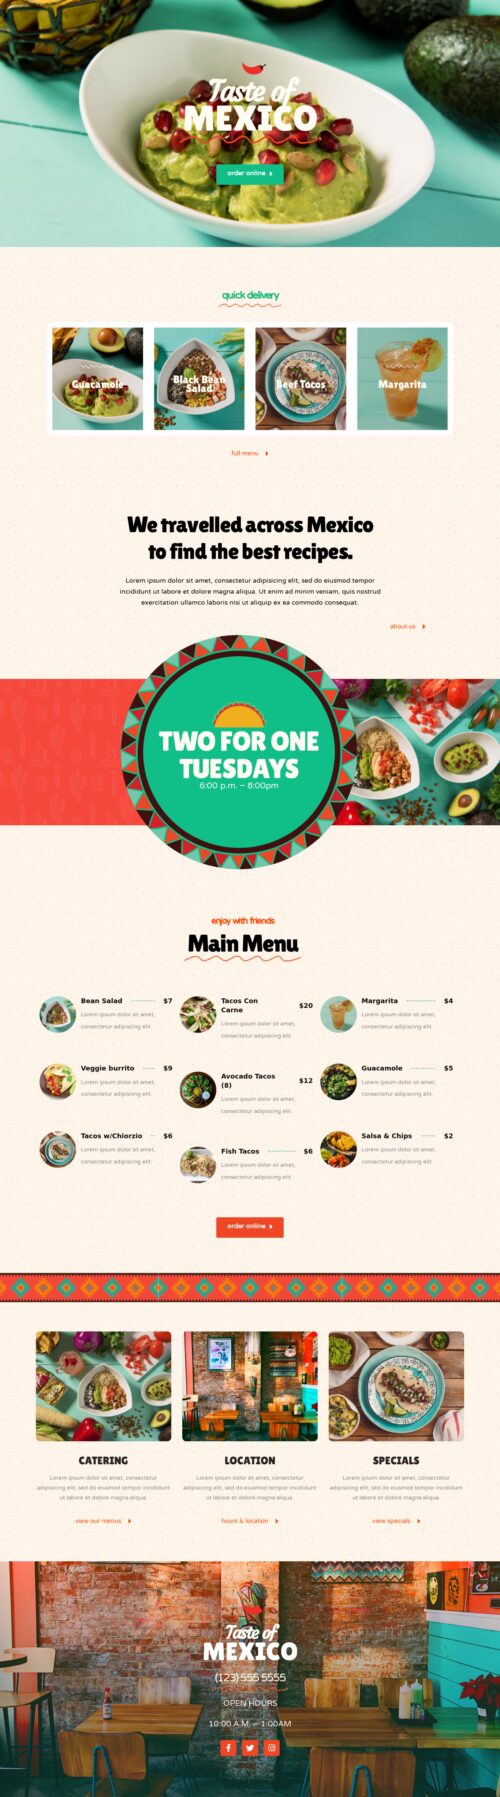 Taste of
MEXICO
order online
quick delivery
Guacamole
Black Bean
Salad
Beef Tacos
Margarita
full menu
We travelled across Mexico
to find the best recipes.
Lorem ipsum dolor sit amet, consectetur adipisicing elit, sed do eiusmod tempor
incididunt ut labore et dolore magna aliqua. Ut enim ad minim veniam, quis nostrud
exercitation ullamco laboris nisi ut aliquip ex ea commodo consequat.
about us
TWO FOR ONE
TUESDAYS
6:00 p.m. – 8:00pm
enjoy with friends
Main Menu
Bean Salad $7
Lorem ipsum dolor sit amet,
consectetur adipiscing elit.
Tacos Con
Carne $20
Lorem ipsum dolor sit amet,
consectetur adipiscing elit.
Margarita $4
Lorem ipsum dolor sit amet,
consectetur adipiscing elit.
Veggie burrito $9
Lorem ipsum dolor sit amet,
consectetur adipiscing elit.
Avocado Tacos
(8) $12
Lorem ipsum dolor sit amet,
consectetur adipiscing elit.
Guacamole $5
Lorem ipsum dolor sit amet,
consectetur adipiscing elit.
Tacos w/Chiorzio $6
Lorem ipsum dolor sit amet,
consectetur adipiscing elit.
Fish Tacos $6
Lorem ipsum dolor sit amet,
consectetur adipiscing elit.
Salsa & Chips $2
Lorem ipsum dolor sit amet,
consectetur adipiscing elit.
order online
CATERING
Lorem ipsum dolor sit amet, consectetur
adipisicing elit, sed do eiusmod tempor incididunt
ut labore et dolore magna aliqua.
view our menus
LOCATION
Lorem ipsum dolor sit amet, consectetur
adipisicing elit, sed do eiusmod tempor incididunt
ut labore et dolore magna aliqua.
hours & location
SPECIALS
Lorem ipsum dolor sit amet, consectetur
adipisicing elit, sed do eiusmod tempor incididunt
ut labore et dolore magna aliqua.
view specials
Taste of
MEXICO
(123) 555 5555
OPEN HOURS
10:00 A.M. – 1:00AM